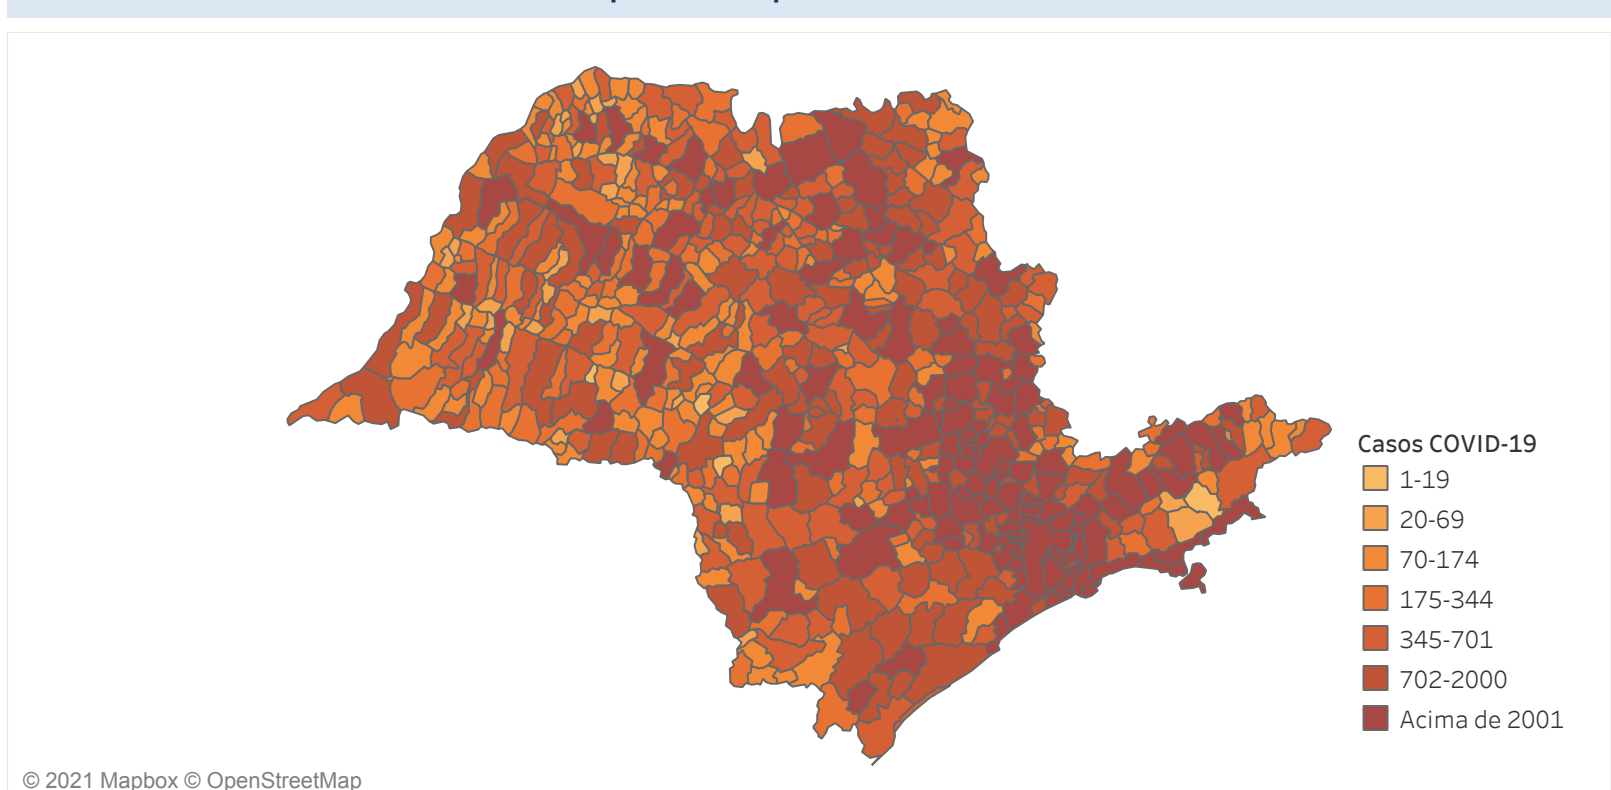 Casos COVID-19
1-19
20-69
70-174
175-344
345-701
702-2000
Acima de 2001
© 2021 Mapbox © OpenStreetMap